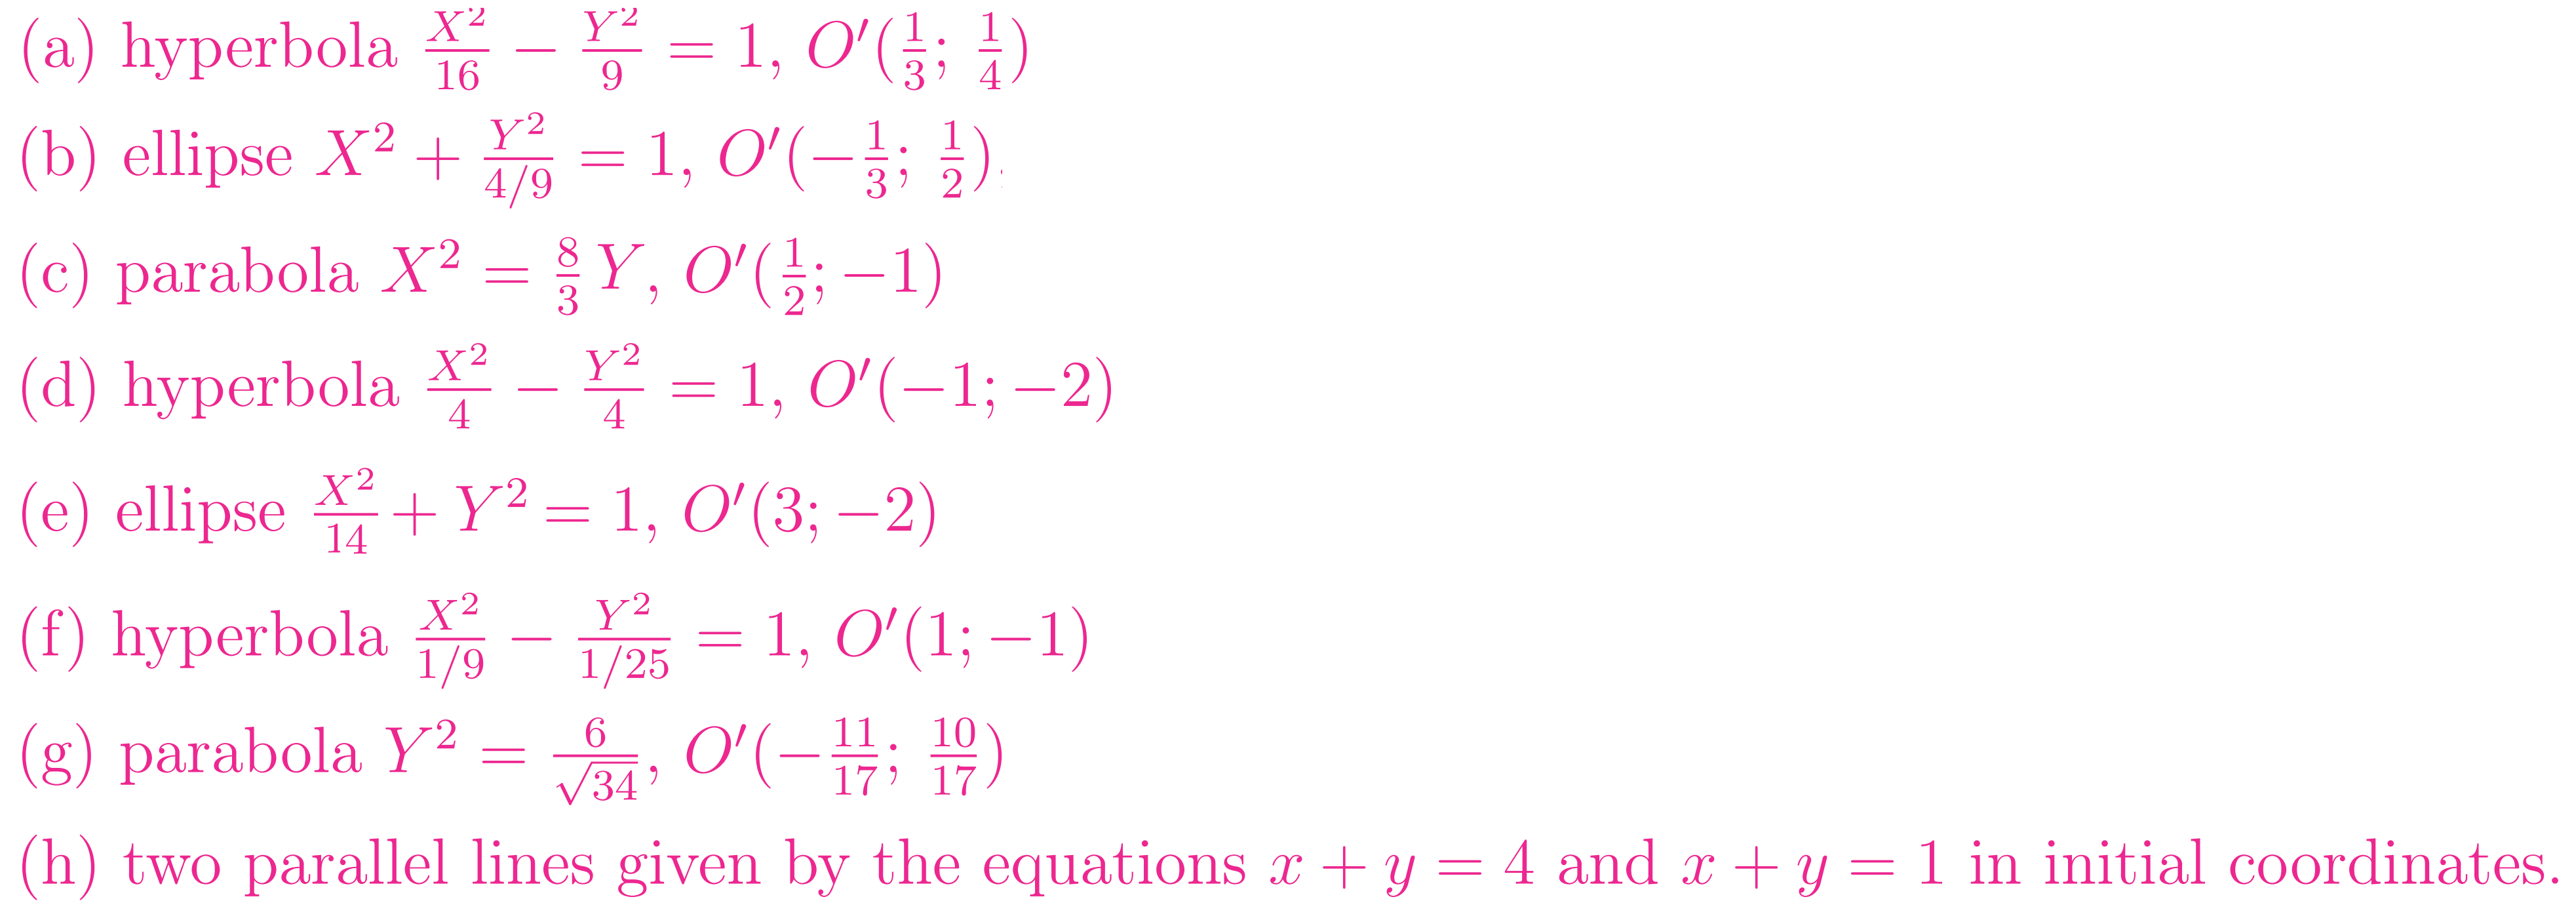 (a) hyperbola $\frac{X^2}{16} - \frac{Y^2}{9} = 1$, $O'(\frac{1}{3}; \frac{1}{4})$
(b) ellipse $X^2 + \frac{Y^2}{4/9} = 1$, $O'(-\frac{1}{3}; \frac{1}{2})$
(c) parabola $X^2 = \frac{8}{3}Y$, $O'(\frac{1}{2}; -1)$
(d) hyperbola $\frac{X^2}{4} - \frac{Y^2}{4} = 1$, $O'(-1; -2)$
(e) ellipse $\frac{X^2}{14} + Y^2 = 1$, $O'(3; -2)$
(f) hyperbola $\frac{X^2}{1/9} - \frac{Y^2}{1/25} = 1$, $O'(1; -1)$
(g) parabola $Y^2 = \frac{6}{\sqrt{34}}$, $O'(-\frac{11}{17}; \frac{10}{17})$
(h) two parallel lines given by the equations $x + y = 4$ and $x + y = 1$ in initial coordinates.